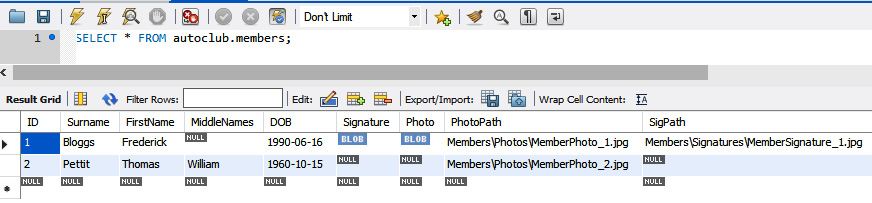 Don't Limit
1 SELECT * FROM autoclub.members;
Result Grid Filter Rows: Edit: Export/Import: Wrap Cell Content: IA
ID Surname FirstName MiddleNames DOB Signature Photo PhotoPath SigPath
1 Bloggs Frederick NULL 1990-06-16 BLOB BLOB Members\Photos\MemberPhoto_1.jpg Members\Signatures\MemberSignature_1.jpg
2 Pettit Thomas William 1960-10-15 NULL NULL Members\Photos\MemberPhoto_2.jpg NULL
NULL NULL NULL NULL NULL NULL NULL NULL NULL